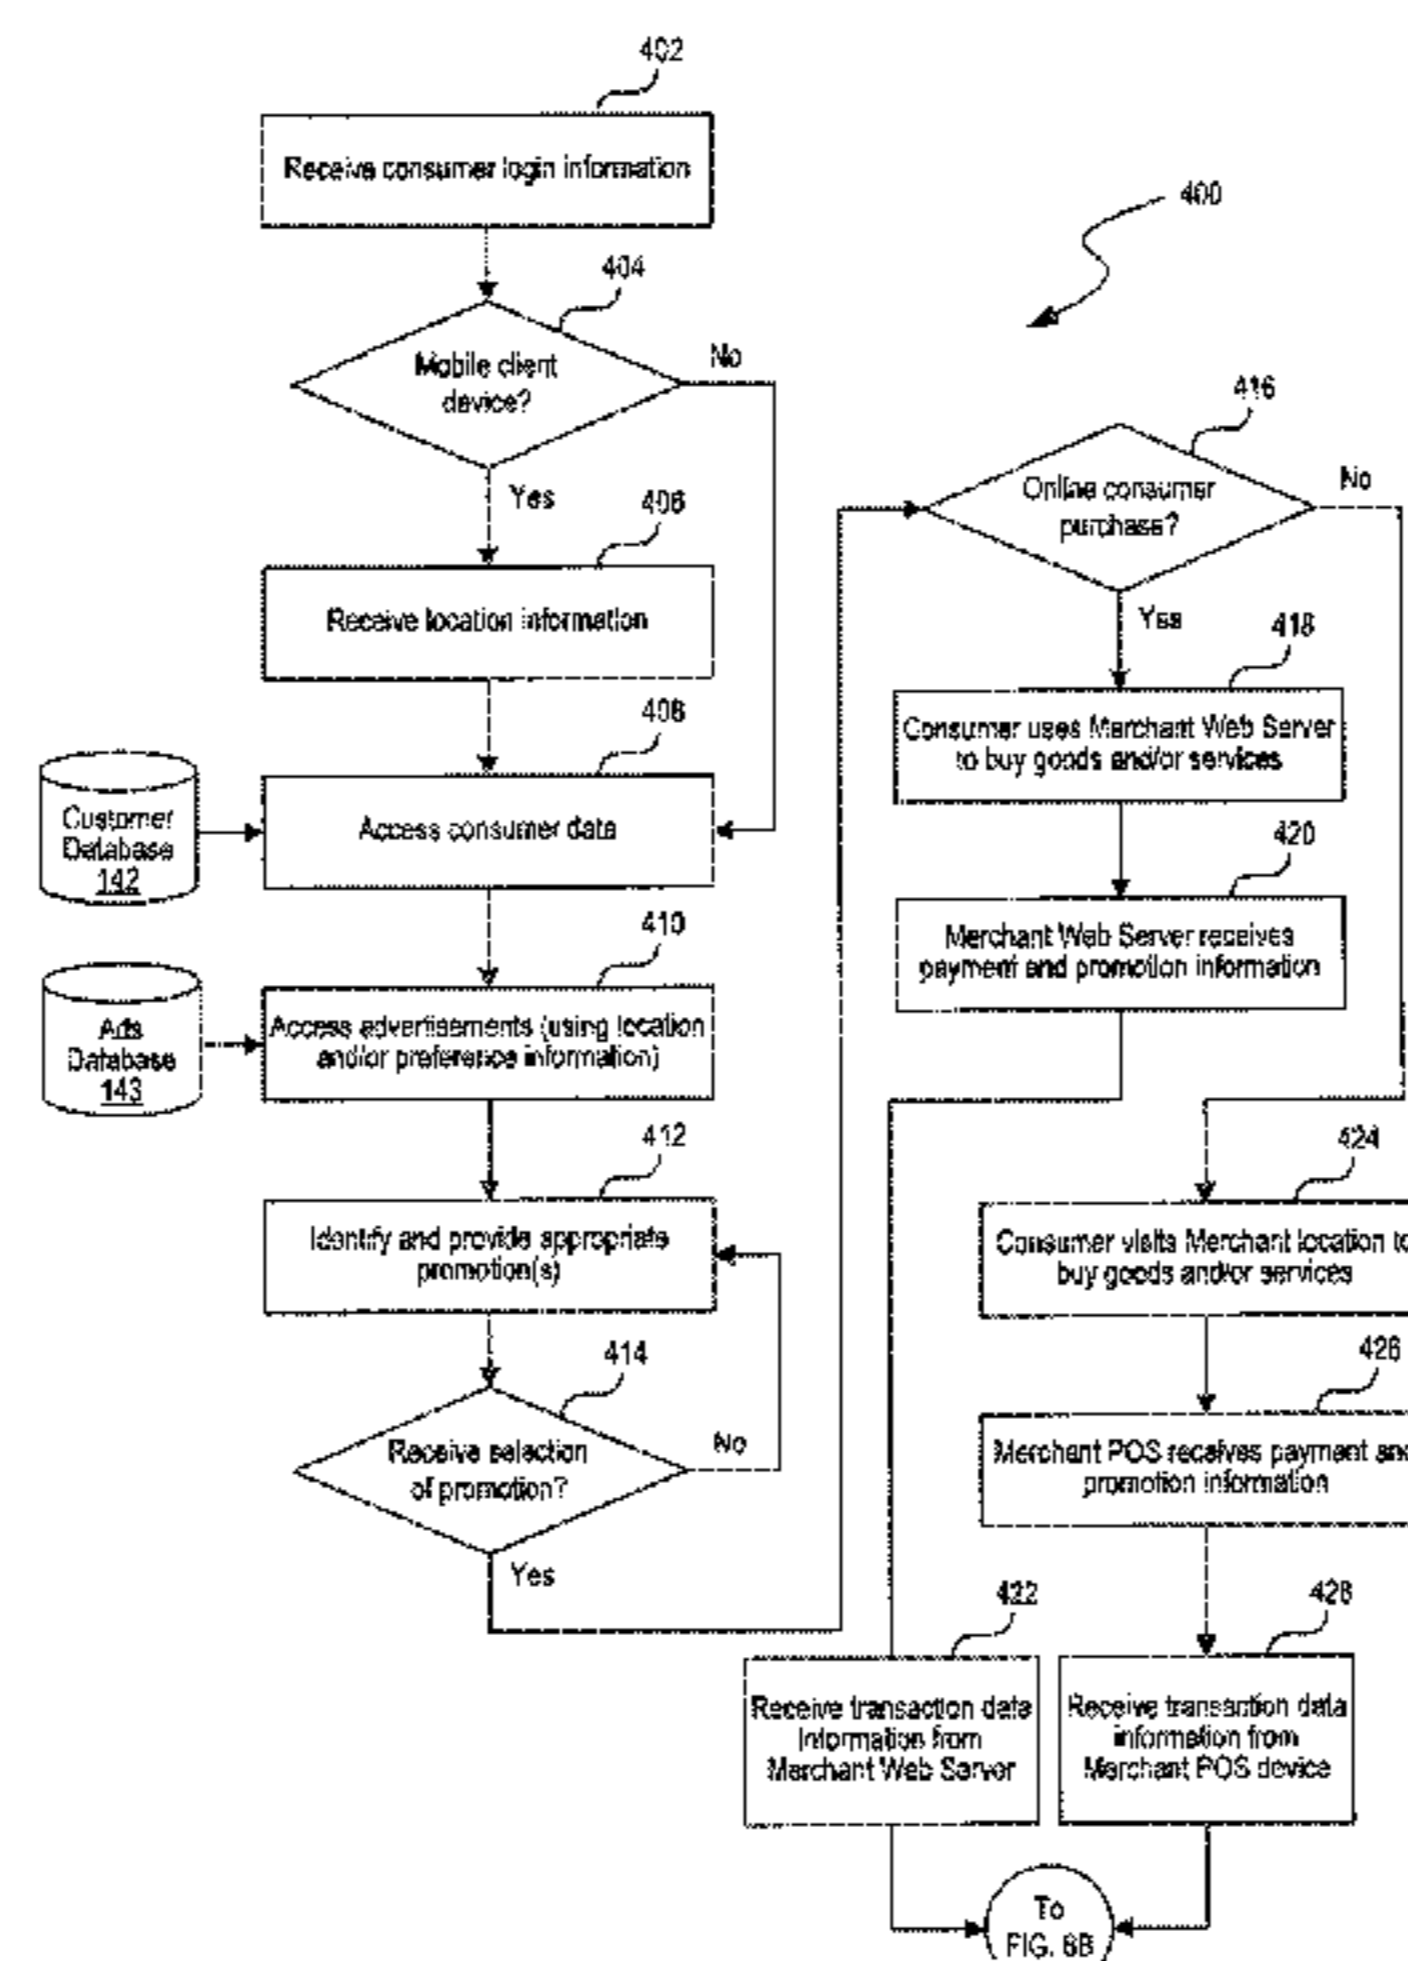 402
Receive consumer login information
400
404
Mobile client
device?
No
Yes
406
Receive location information
408
Customer
Database
142
Access consumer data
410
Ads
Database
143
Access advertisements (using location
and/or preference information)
412
Identify and provide appropriate
promotion(s)
414
Receive selection
of promotion?
No
Yes
416
Online consumer
purchase?
No
Yes
418
Consumer uses Merchant Web Server
to buy goods and/or services
420
Merchant Web Server receives
payment and promotion information
424
Consumer visits Merchant location to
buy goods and/or services
426
Merchant POS receives payment and
promotion information
422
Receive transaction data
information from
Merchant Web Server
428
Receive transaction data
information from
Merchant POS device
To
FIG. 6B